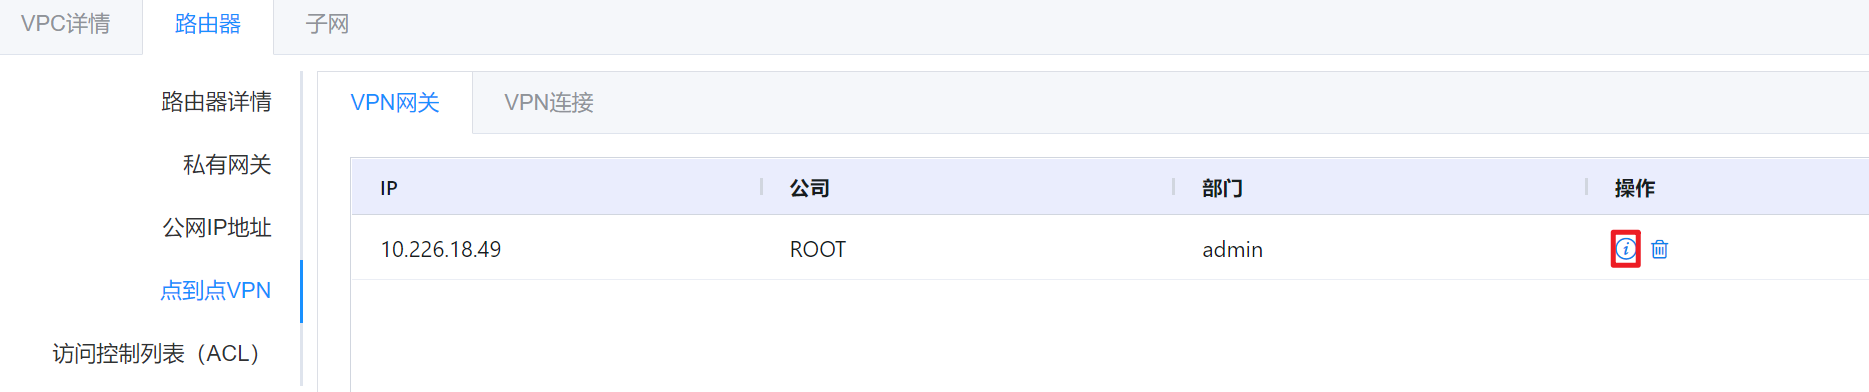 VPC详情 路由器 子网
路由器详情
私有网关
公网IP地址
点到点VPN
访问控制列表（ACL）
VPN网关 VPN连接
IP 公司 部门 操作
10.226.18.49 ROOT admin